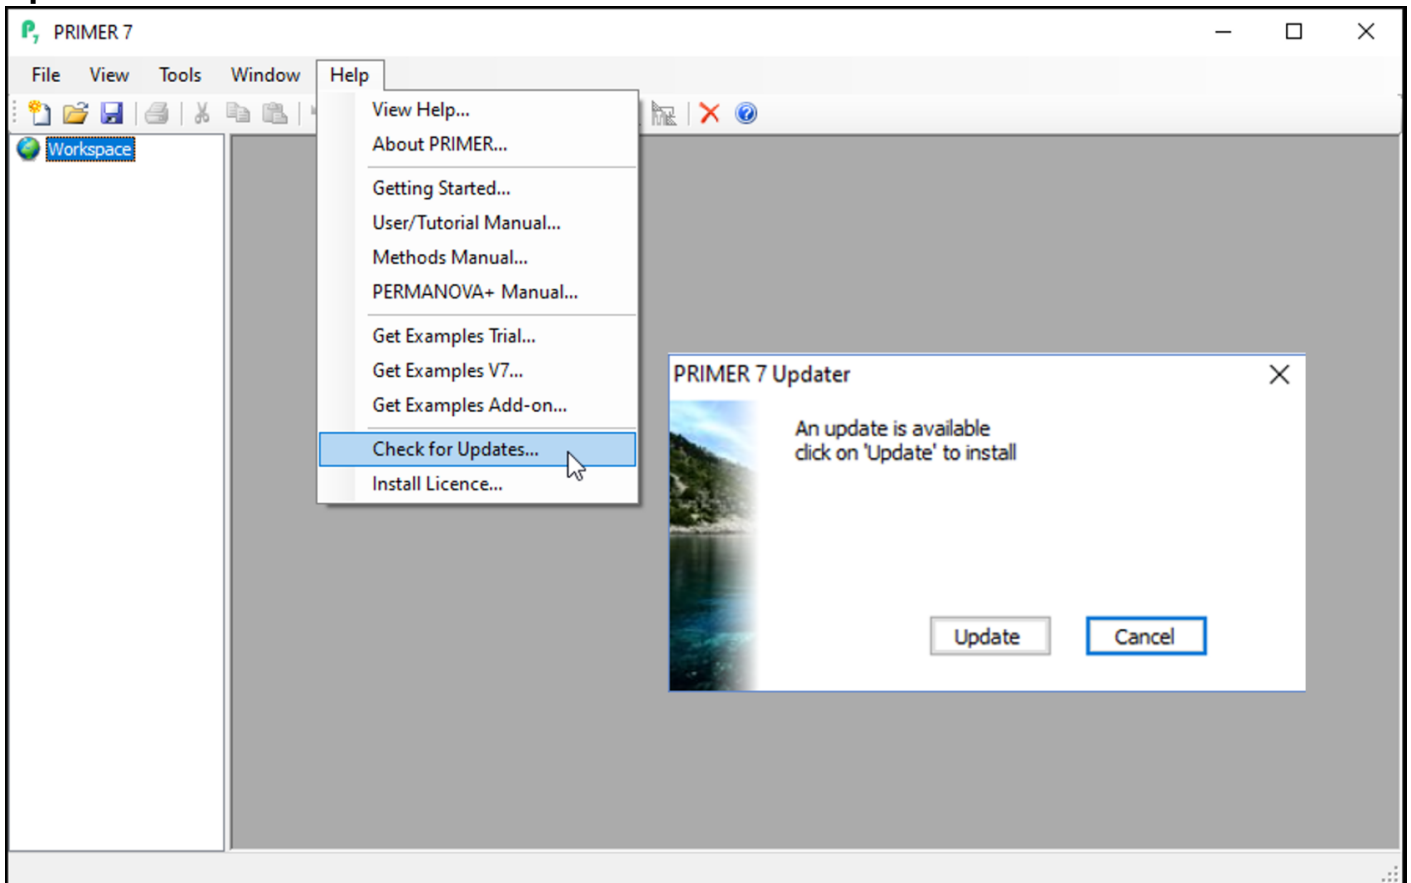 PRIMER 7
File View Tools Window Help
View Help...
About PRIMER...
Workspace
Getting Started...
User/Tutorial Manual...
Methods Manual...
PERMANOVA+ Manual...
Get Examples Trial...
Get Examples V7...
Get Examples Add-on...
Check for Updates...
Install Licence...
PRIMER 7 Updater
An update is available
click on 'Update' to install
Update Cancel